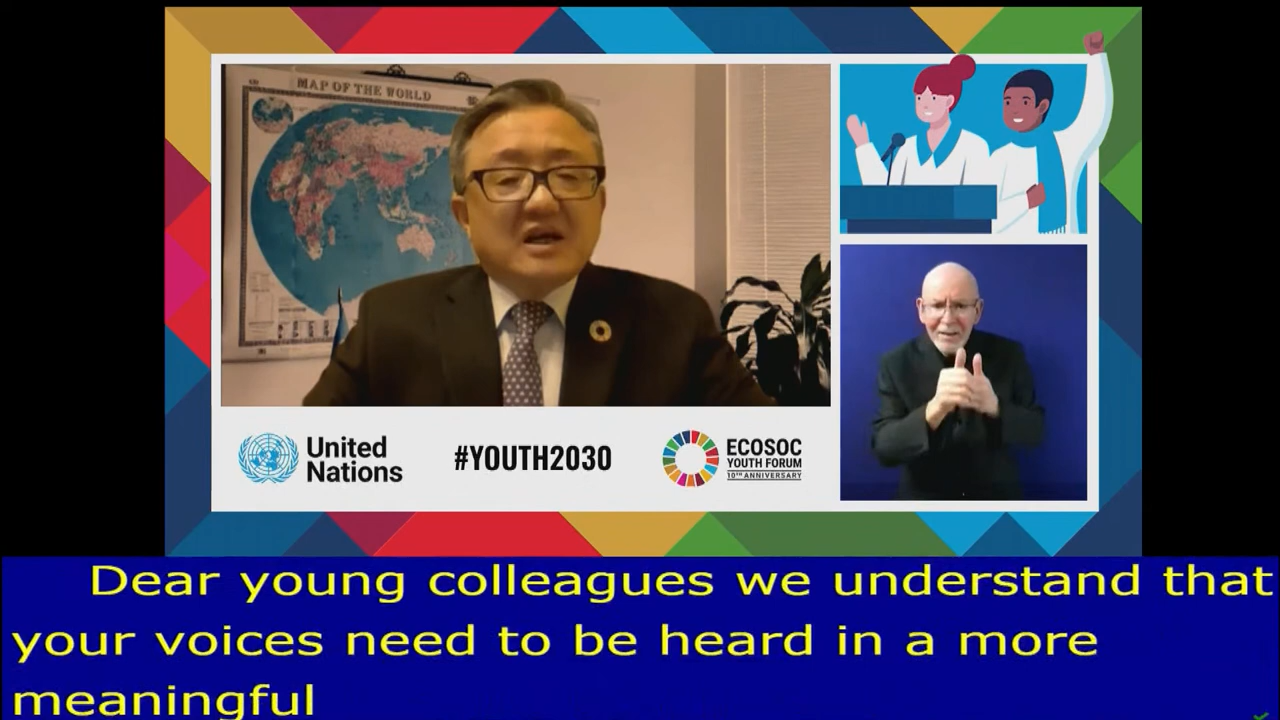 MAP OF THE WORLD
United
Nations
#YOUTH2030
ECOSOC
YOUTH FORUM
10TH ANNIVERSARY
Dear young colleagues we understand that
your voices need to be heard in a more
meaningful